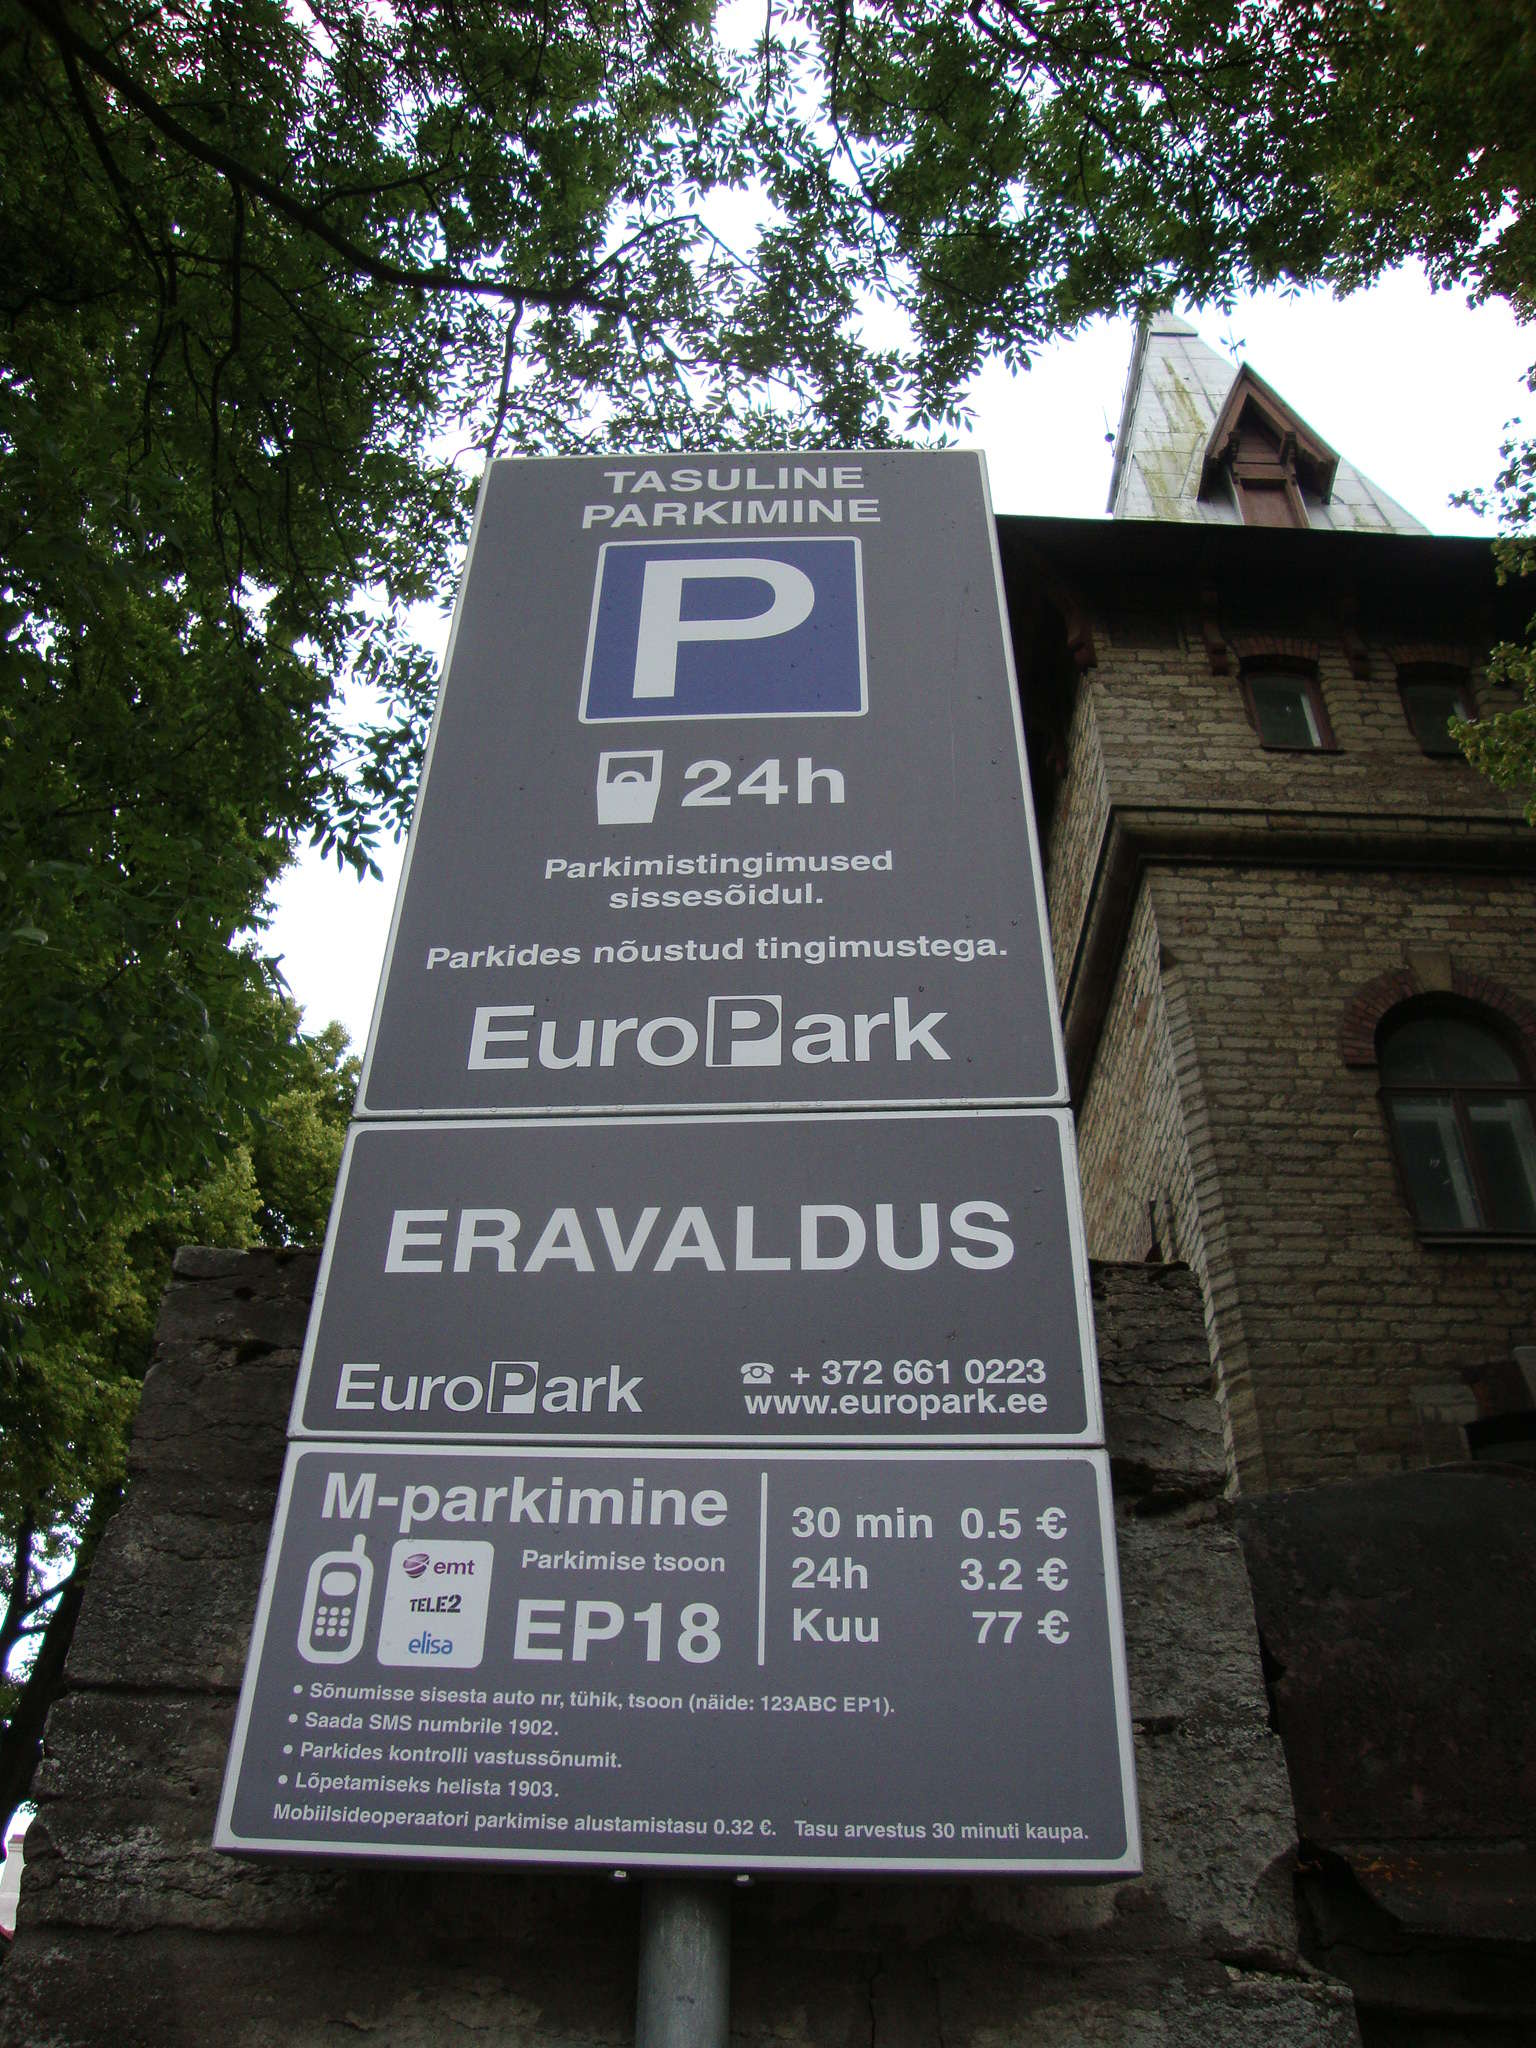 TASULINE
PARKIMINE
P
24h
Parkimistingimused
sissesõidul.
Parkides nõustud tingimustega.
EuroPark
ERAVALDUS
EuroPark
+ 372 661 0223
www.europark.ee
M-parkimine
emt
TELE2
elisa
Parkimise tsoon
EP18
30 min 0.5 €
24h 3.2 €
Kuu 77 €
• Sõnumisse sisesta auto nr, tühik, tsoon (näide: 123ABC EP1).
• Saada SMS numbrile 1902.
• Parkides kontrolli vastussõnumit.
• Lõpetamiseks helista 1903.
Mobiilsideoperaatori parkimise alustamistasu 0.32 €. Tasu arvestus 30 minuti kaupa.